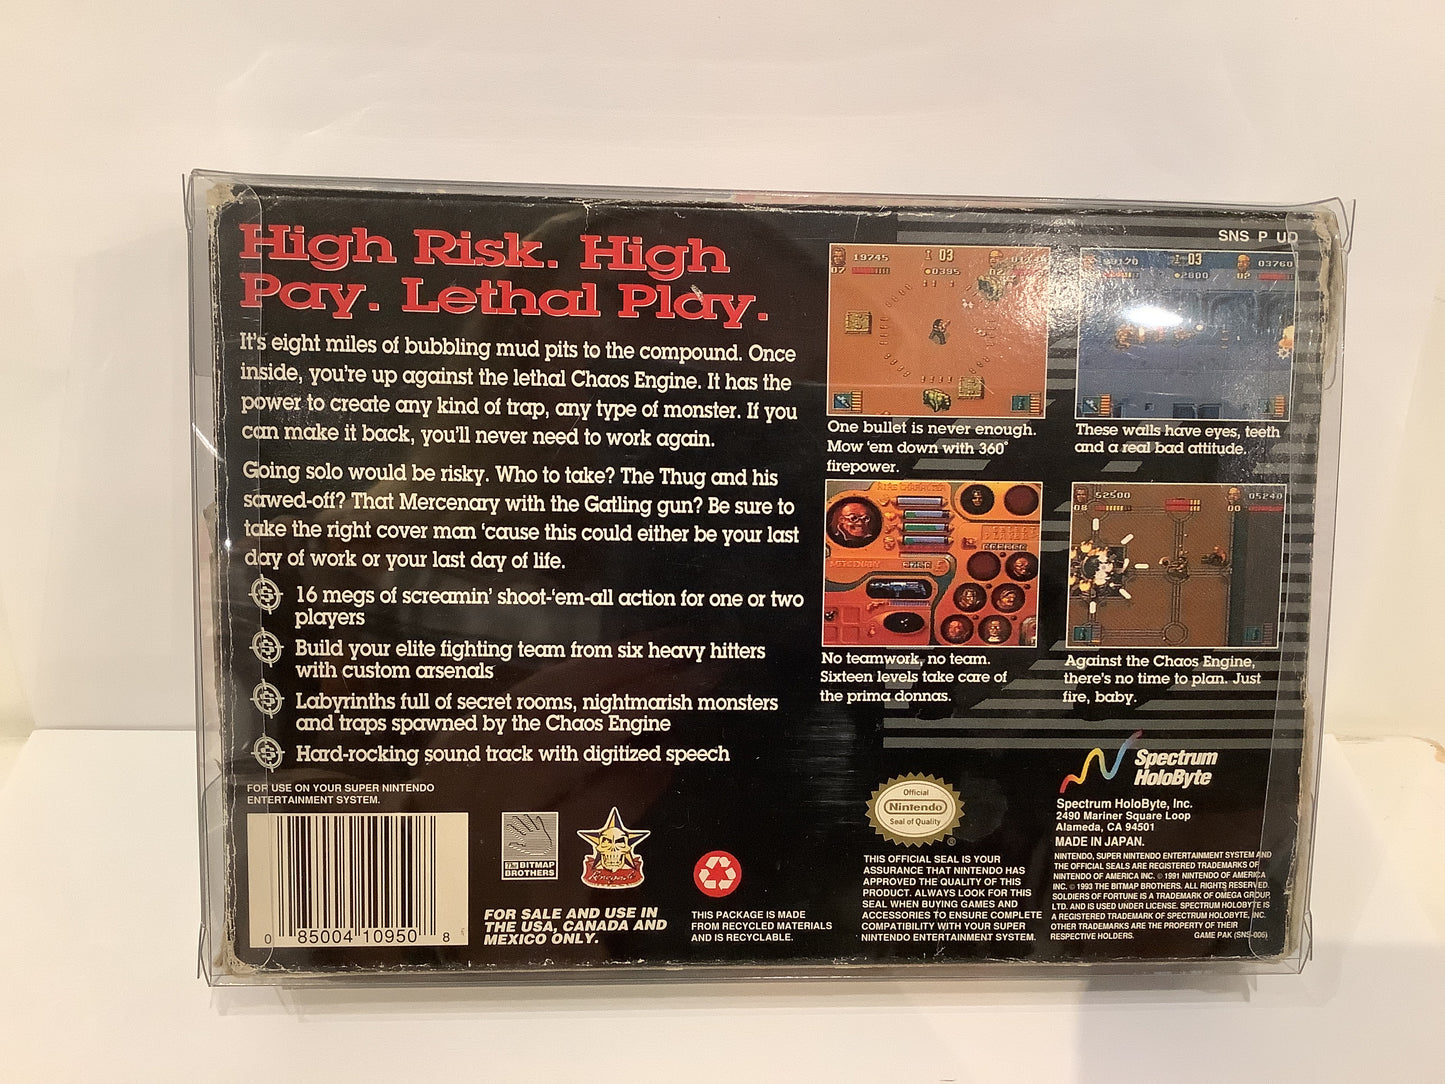 SNS P UD
High Risk. High
Pay. Lethal Play.
It's eight miles of bubbling mud pits to the compound. Once
inside, you're up against the lethal Chaos Engine. It has the
power to create any kind of trap, any type of monster. If you
can make it back, you'll never need to work again.
Going solo would be risky. Who to take? The Thug and his
sawed-off? That Mercenary with the Gatling gun? Be sure to
take the right cover man 'cause this could either be your last
day of work or your last day of life.
16 megs of screamin' shoot-'em-all action for one or two
players
Build your elite fighting team from six heavy hitters
with custom arsenals
Labyrinths full of secret rooms, nightmarish monsters
and traps spawned by the Chaos Engine
Hard-rocking sound track with digitized speech
FOR USE ON YOUR SUPER NINTENDO
ENTERTAINMENT SYSTEM.
0 85004 10950 8
The BITMAP
BROTHERS
Renegade
FOR SALE AND USE IN
THE USA, CANADA AND
MEXICO ONLY.
THIS PACKAGE IS MADE
FROM RECYCLED MATERIALS
AND IS RECYCLABLE.
19745
I 03
07
0395
02
One bullet is never enough.
Mow 'em down with 360°
firepower.
I 03
03760
2800
02
These walls have eyes, teeth
and a real bad attitude.
MERCENARY
No teamwork, no team.
Sixteen levels take care of
the prima donnas.
52500
05240
08
00
Against the Chaos Engine,
there's no time to plan. Just
fire, baby.
Official
Nintendo
Seal of Quality
THIS OFFICIAL SEAL IS YOUR
ASSURANCE THAT NINTENDO HAS
APPROVED THE QUALITY OF THIS
PRODUCT. ALWAYS LOOK FOR THIS
SEAL WHEN BUYING GAMES AND
ACCESSORIES TO ENSURE COMPLETE
COMPATIBILITY WITH YOUR SUPER
NINTENDO ENTERTAINMENT SYSTEM.
Spectrum
HoloByte
Spectrum HoloByte, Inc.
2490 Mariner Square Loop
Alameda, CA 94501
MADE IN JAPAN.
NINTENDO, SUPER NINTENDO ENTERTAINMENT SYSTEM AND
THE OFFICIAL SEALS ARE REGISTERED TRADEMARKS OF
NINTENDO OF AMERICA INC. © 1991 NINTENDO OF AMERICA
INC. © 1993 THE BITMAP BROTHERS. ALL RIGHTS RESERVED.
SOLDIERS OF FORTUNE IS A TRADEMARK OF OMEGA GROUP,
LTD. AND IS USED UNDER LICENSE. SPECTRUM HOLOBYTE IS
A REGISTERED TRADEMARK OF SPECTRUM HOLOBYTE, INC.
OTHER TRADEMARKS ARE THE PROPERTY OF THEIR
RESPECTIVE HOLDERS.
GAME PAK (SNS-006)